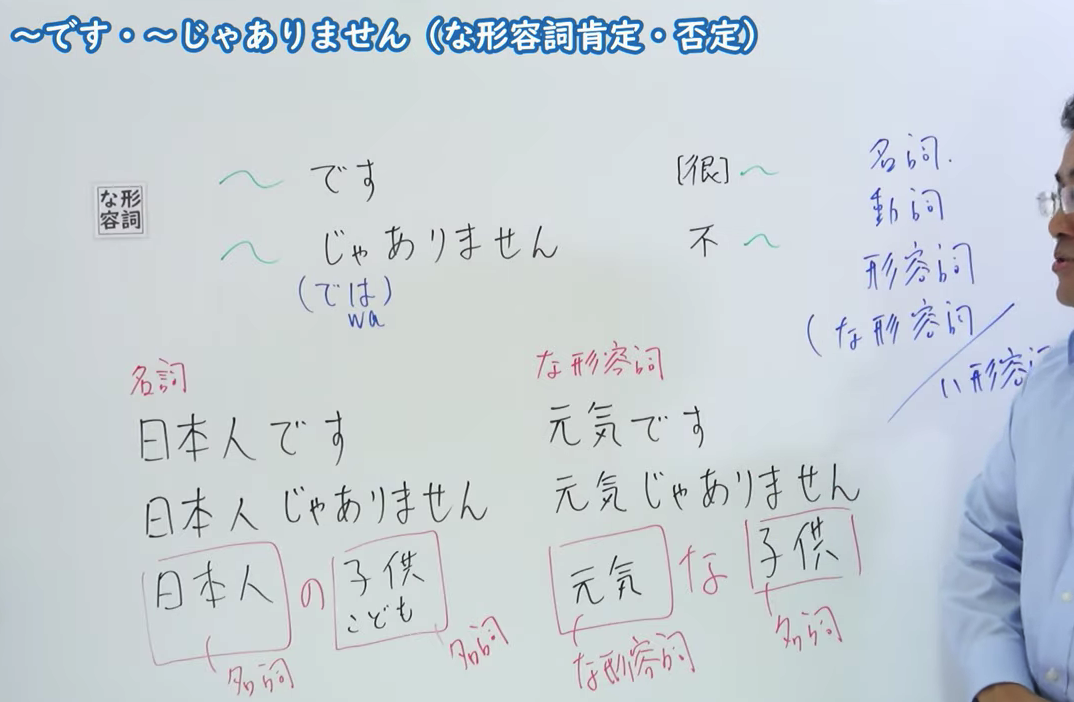 ～です・～じゃありません（な形容詞肯定・否定）
な形
容詞
～ です
[很]～
～ じゃありません
不～
(では)
wa
名詞.
動詞
形容詞
(な形容詞
い形容詞
名詞
日本人です
日本人じゃありません
日本人の子供
こども
名詞
名詞
な形容詞
元気です
元気じゃありません
元気な子供
な形容詞
名詞